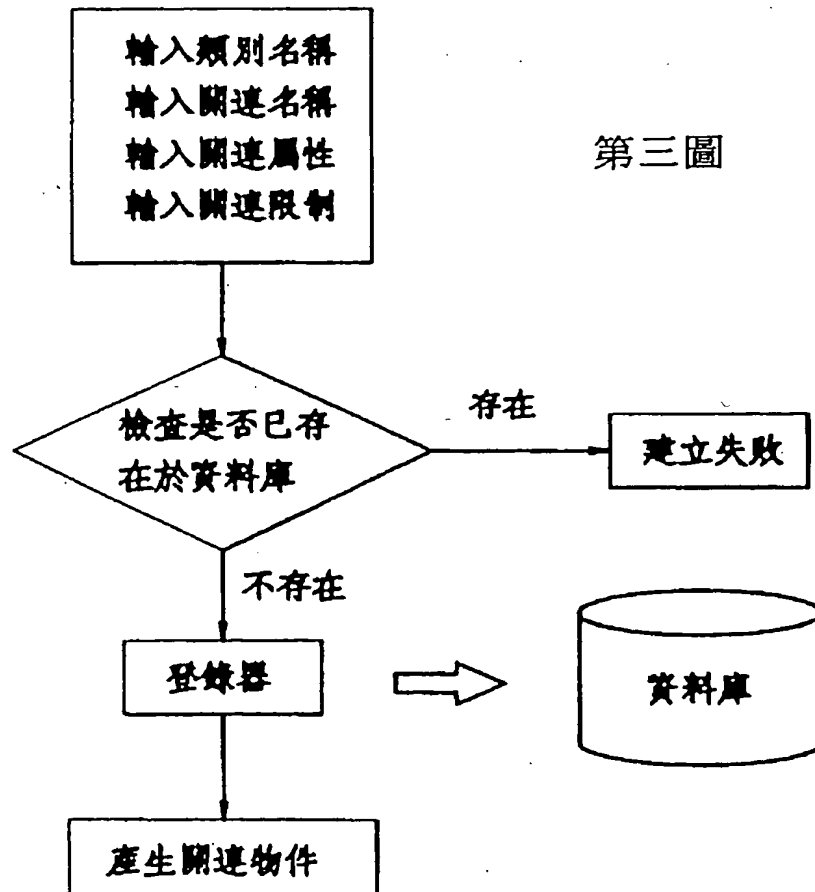 輸入類別名稱
輸入關連名稱
輸入關連屬性
輸入關連限制
第三圖
檢查是否已存
在於資料庫
存在
建立失敗
不存在
登錄器
資料庫
產生關連物件